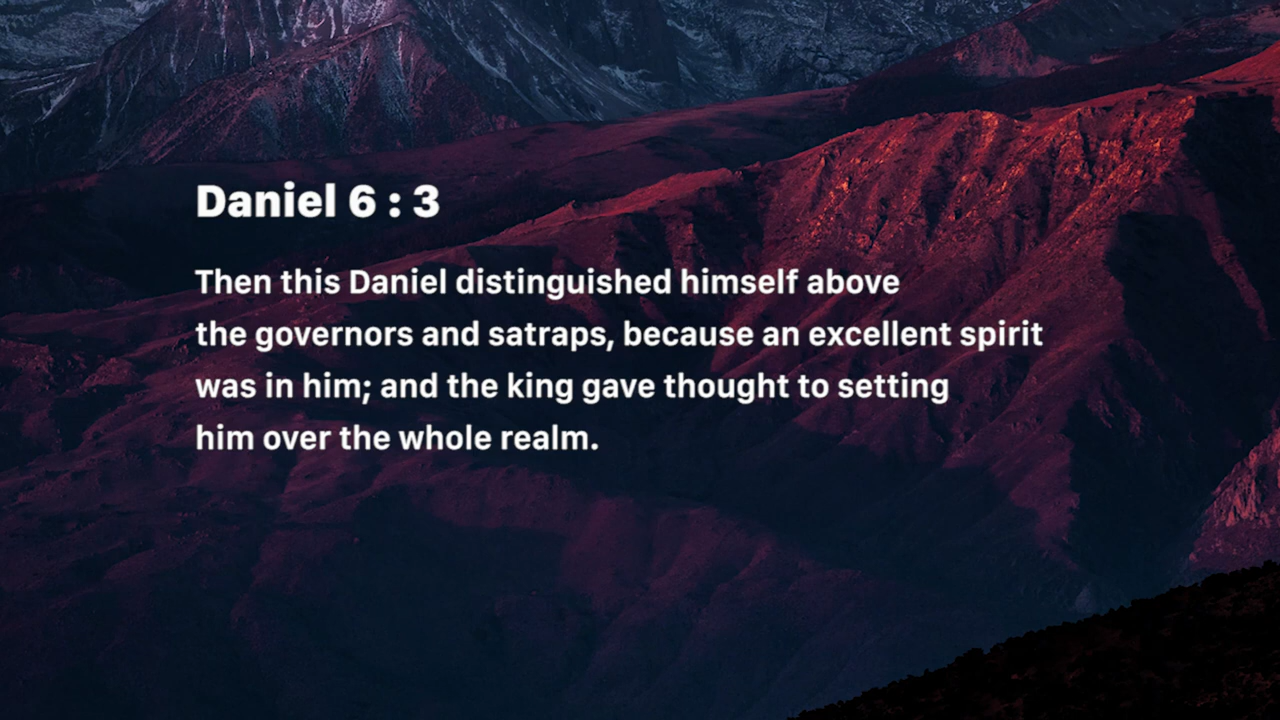 Daniel 6 : 3
Then this Daniel distinguished himself above
the governors and satraps, because an excellent spirit
was in him; and the king gave thought to setting
him over the whole realm.